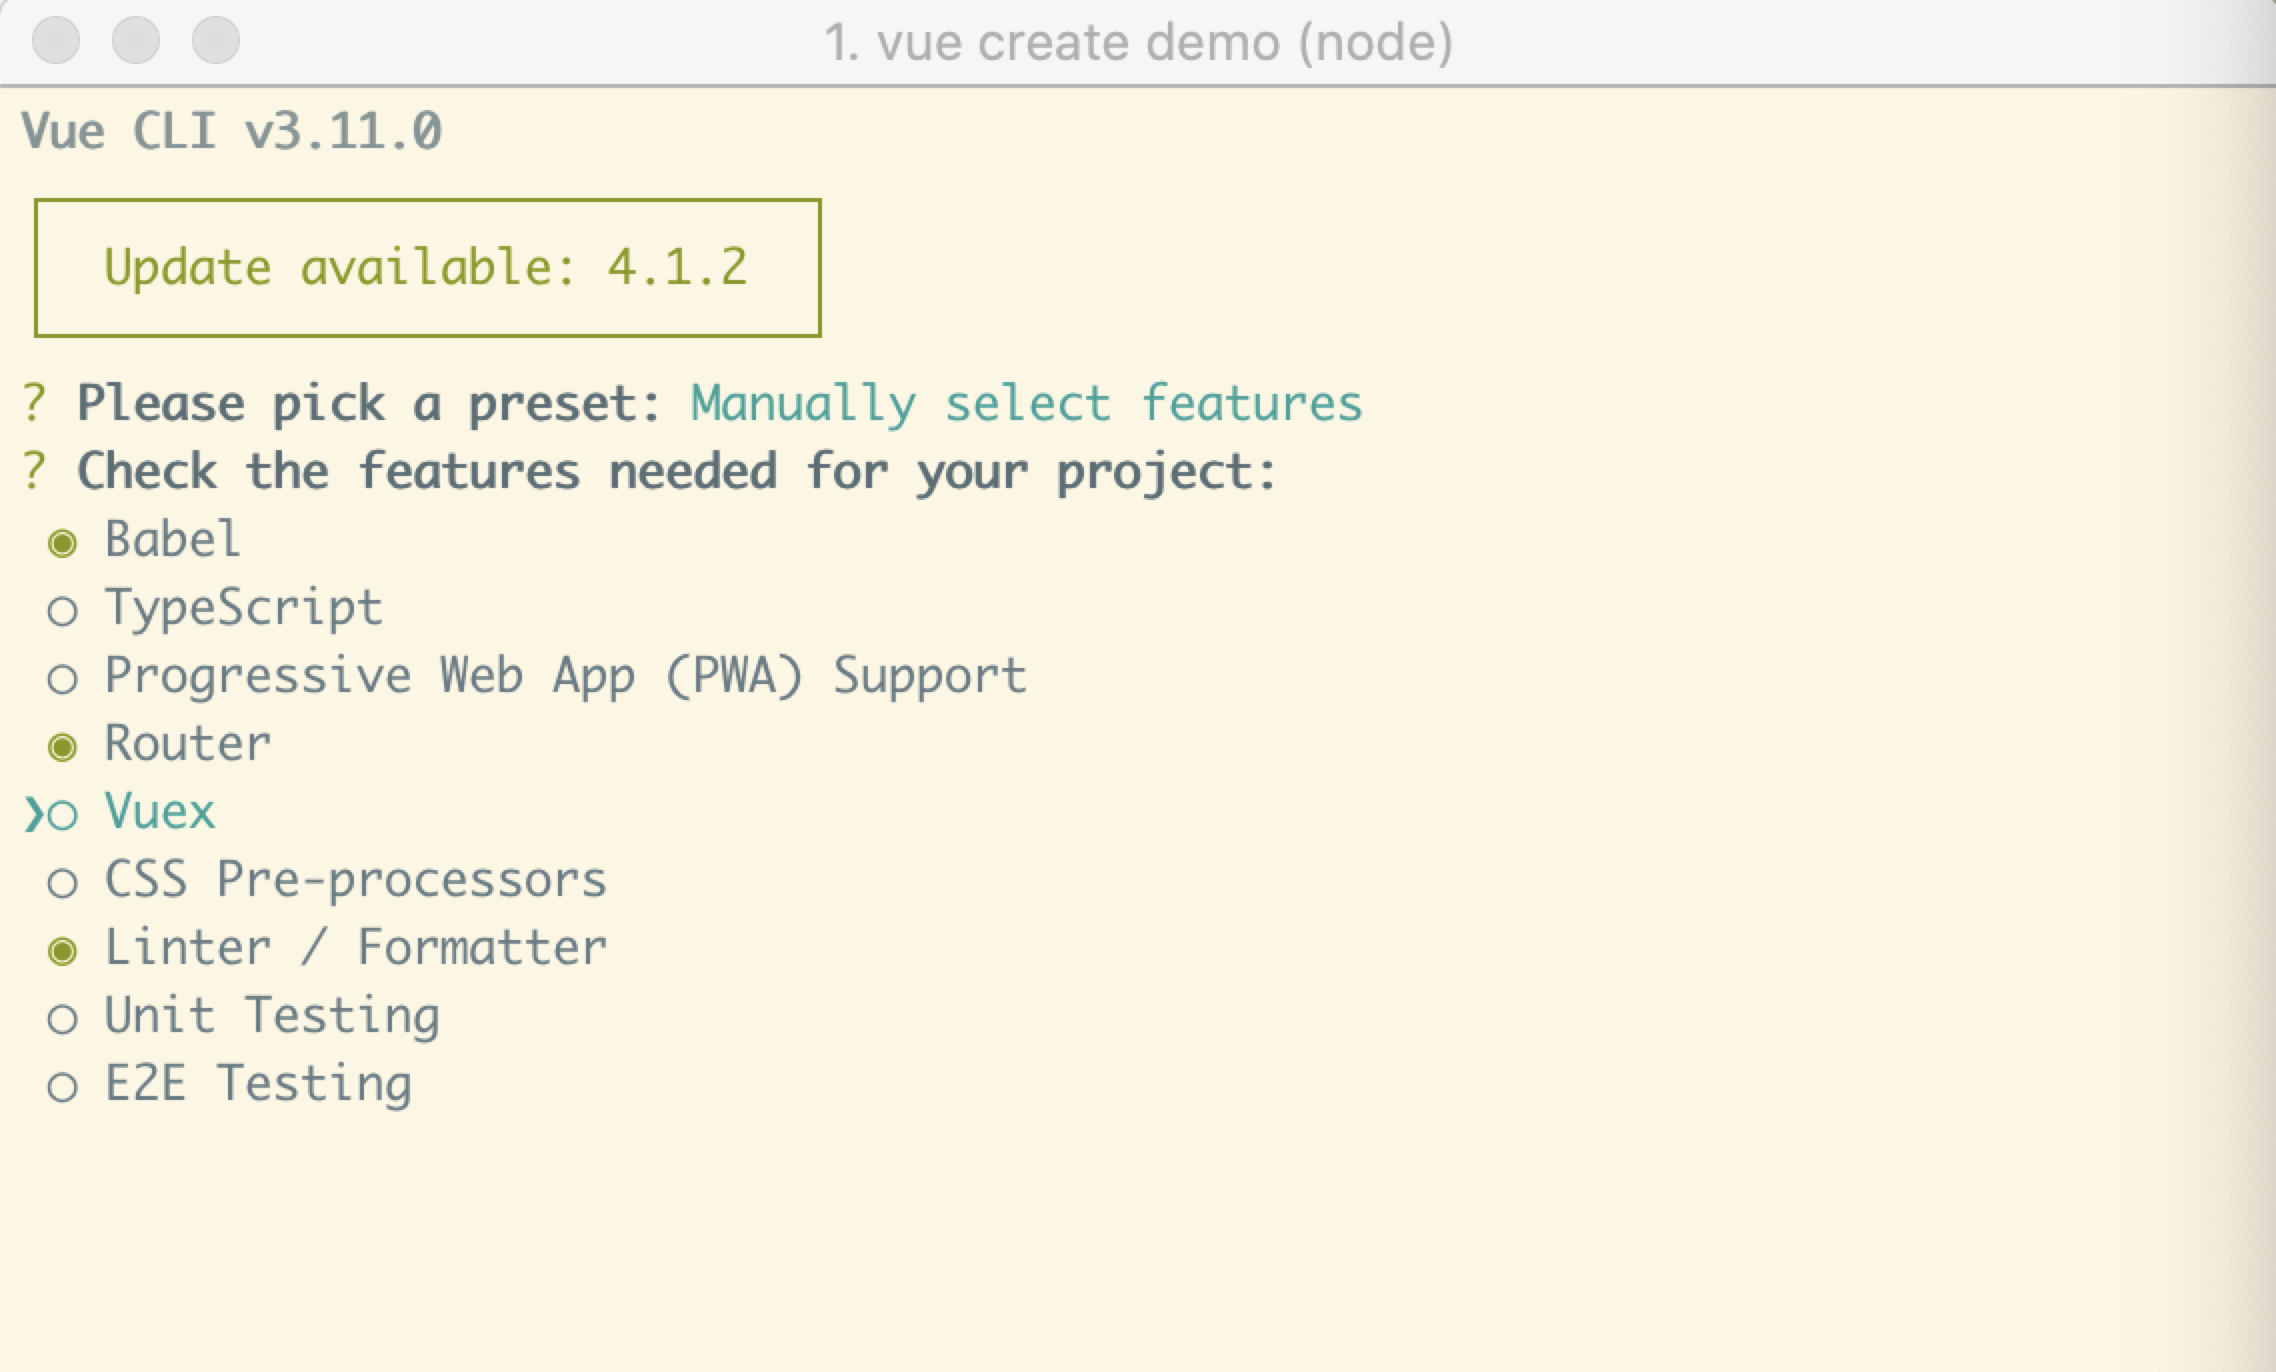 1. vue create demo (node)
Vue CLI v3.11.0
Update available: 4.1.2
? Please pick a preset: Manually select features
? Check the features needed for your project:
◉ Babel
◯ TypeScript
◯ Progressive Web App (PWA) Support
◉ Router
❯◯ Vuex
◯ CSS Pre-processors
◉ Linter / Formatter
◯ Unit Testing
◯ E2E Testing